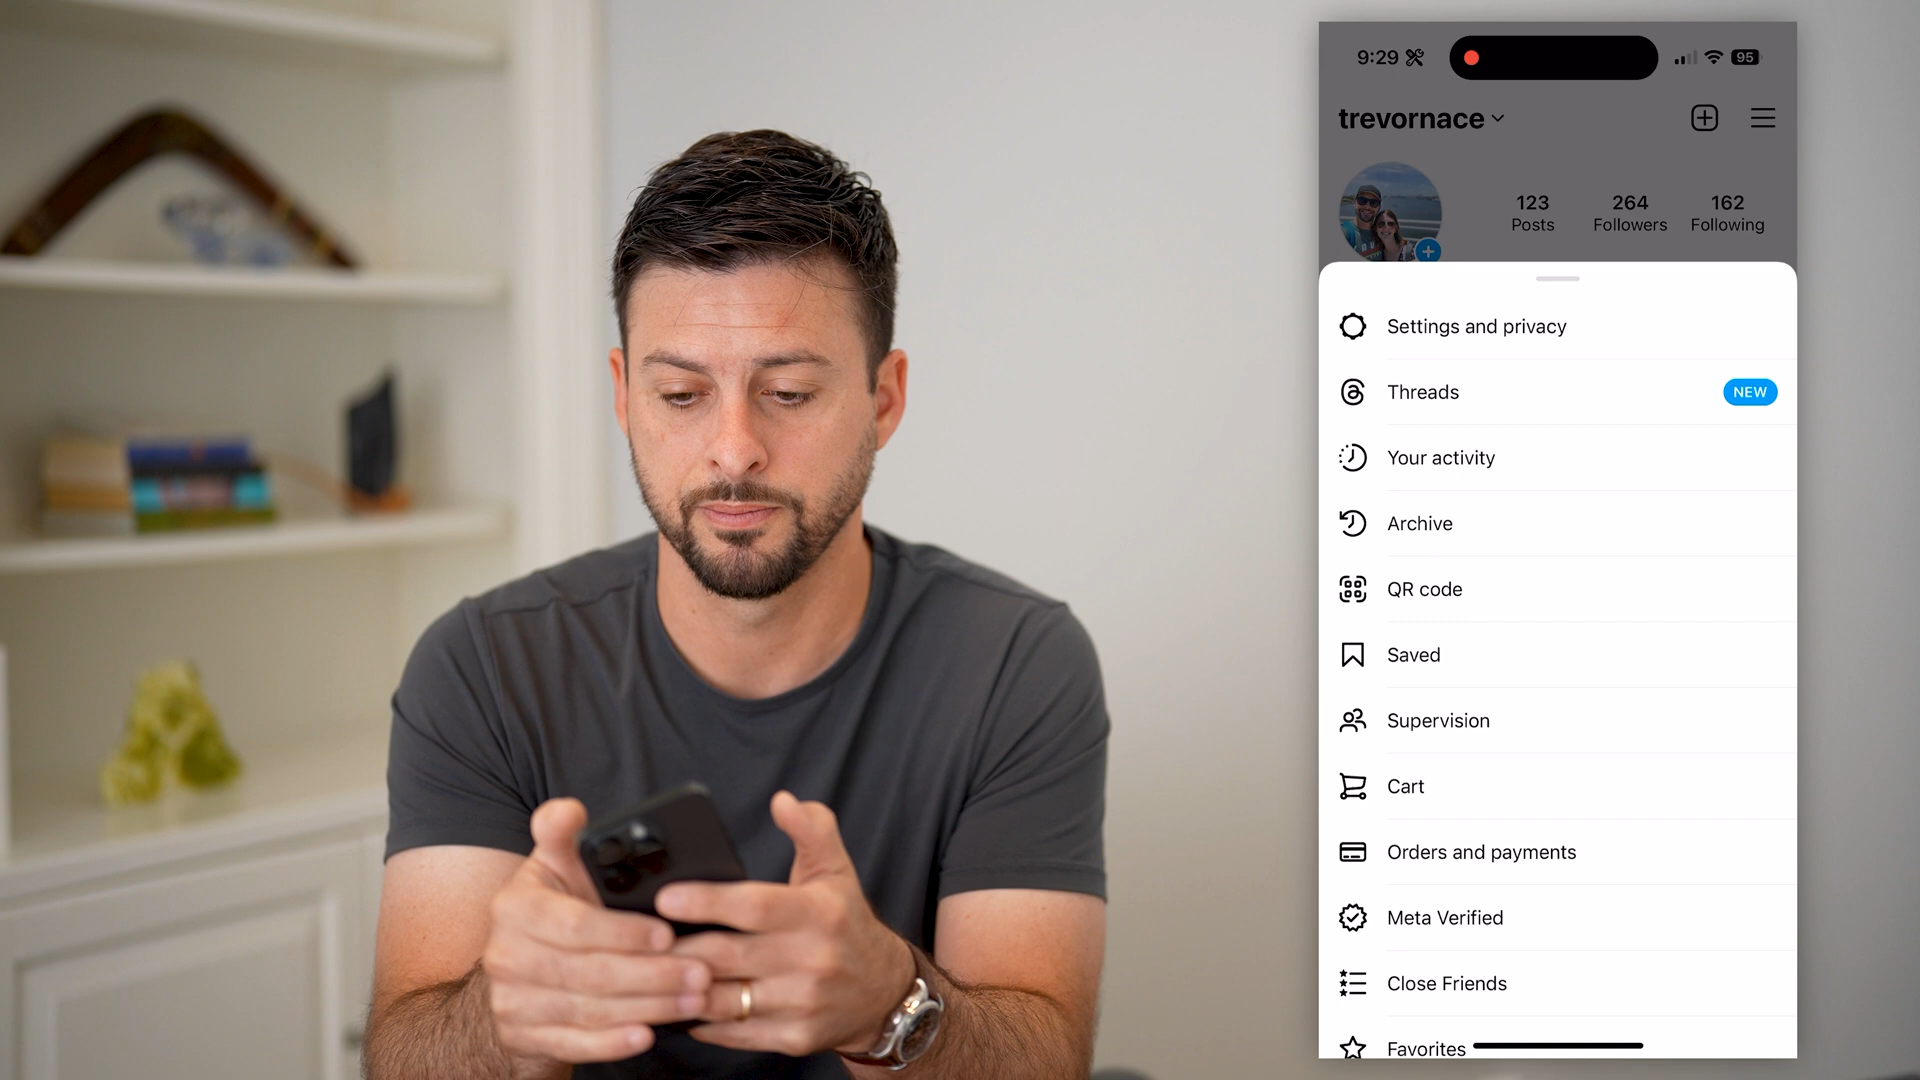 9:29
95
trevornace
123 264 162
Posts Followers Following
Settings and privacy
Threads NEW
Your activity
Archive
QR code
Saved
Supervision
Cart
Orders and payments
Meta Verified
Close Friends
Favorites